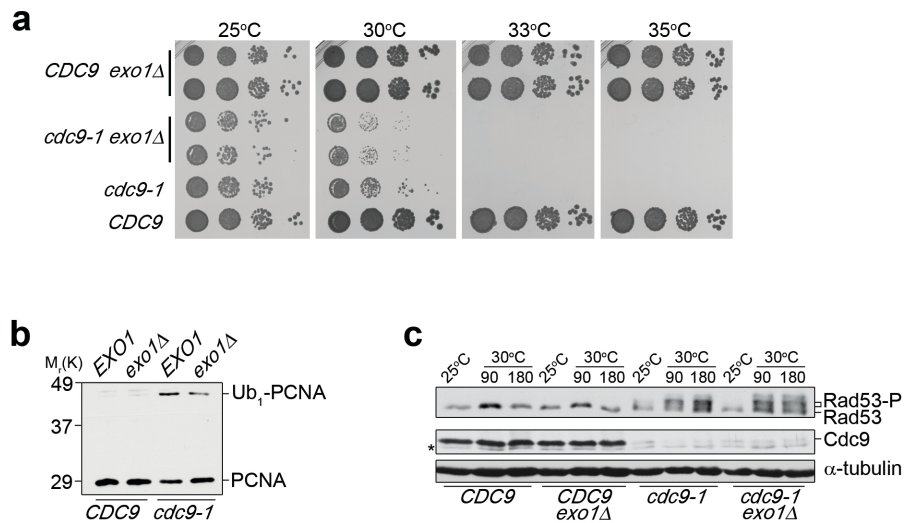 a
25°C 30°C 33°C 35°C
CDC9 exo1Δ
cdc9-1 exo1Δ
cdc9-1
CDC9
b
EXO1 exo1Δ EXO1 exo1Δ
Mr(K)
49
Ub1-PCNA
37
29
PCNA
CDC9 cdc9-1
c
25°C 30°C 25°C 30°C 25°C 30°C 25°C 30°C
90 180 90 180 90 180 90 180
Rad53-P
Rad53
Cdc9
*
α-tubulin
CDC9 CDC9 exo1Δ cdc9-1 cdc9-1 exo1Δ